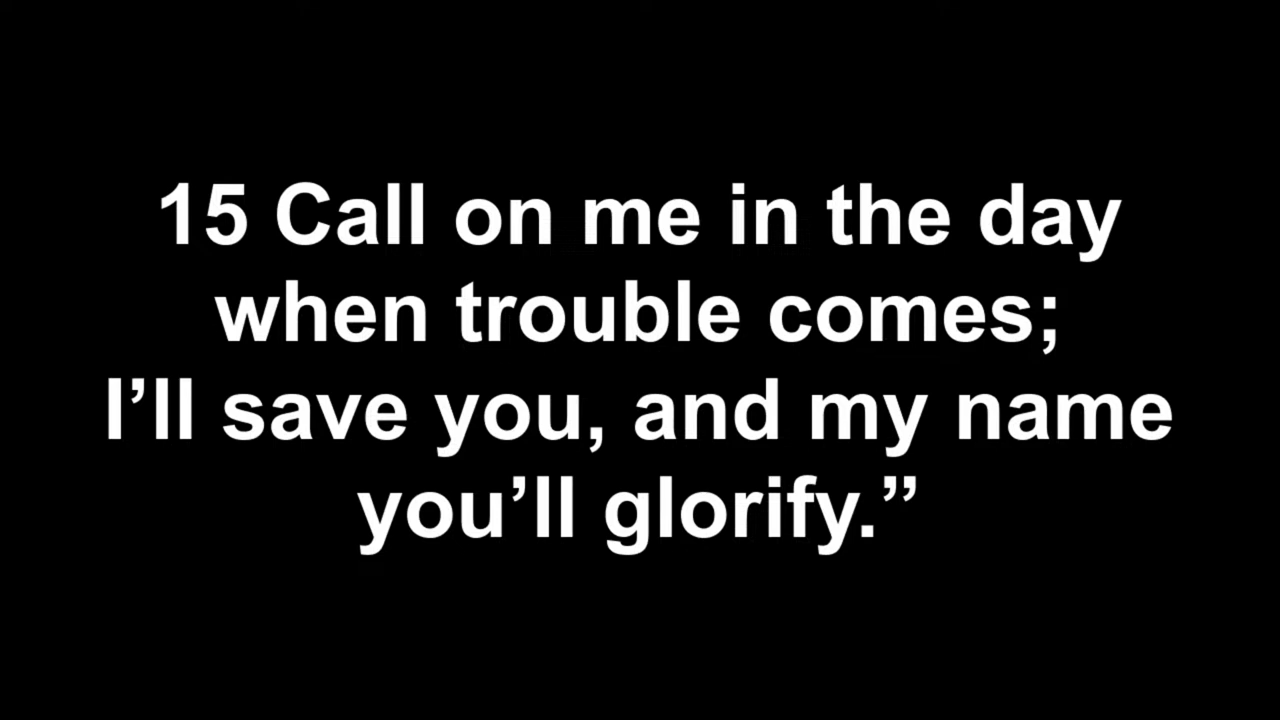 15 Call on me in the day
when trouble comes;
I’ll save you, and my name
you’ll glorify.”